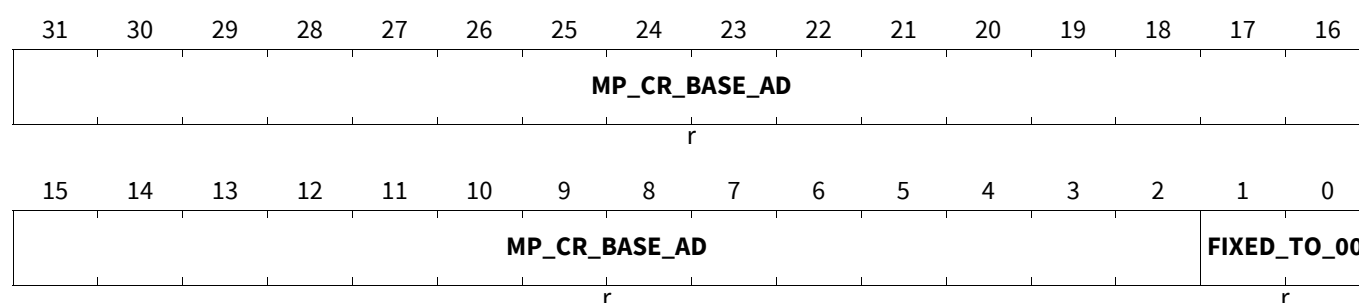 31 30 29 28 27 26 25 24 23 22 21 20 19 18 17 16
MP_CR_BASE_AD
r
15 14 13 12 11 10 9 8 7 6 5 4 3 2 1 0
MP_CR_BASE_AD FIXED_TO_00
r r